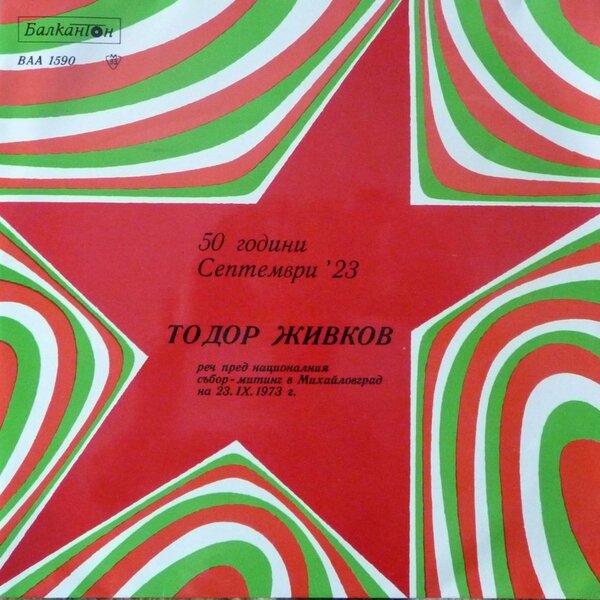 Балкантон
ВАА 1590
50 години
Септември '23
ТОДОР ЖИВКОВ
реч пред националния
събор-митинг в Михайловград
на 23.IX.1973 г.